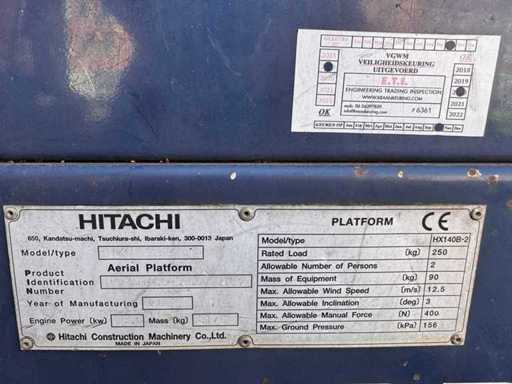 VGWM
VEILIGHEIDSKEURING
UITGEVOERD
OK
2018
2019
E.T.I.
ENGINEERING TRADING INSPECTION
2021
2022
OK
# 6361
HITACHI
650, Kandatsu-machi, Tsuchiura-shi, Ibaraki-ken, 300-0013 Japan
Model/type
Product
Identification
Number
Aerial Platform
Year of Manufacturing
Engine Power (kw)
Mass (kg)
Hitachi Construction Machinery Co.,Ltd.
MADE IN JAPAN
PLATFORM CE
Model/type HX140B-2
Rated Load (kg) 250
Allowable Number of Persons 2
Mass of Equipment (kg) 90
Max. Allowable Wind Speed (m/s) 12.5
Max. Allowable Inclination (deg) 3
Max. Allowable Manual Force (N) 400
Max. Ground Pressure (kPa) 156